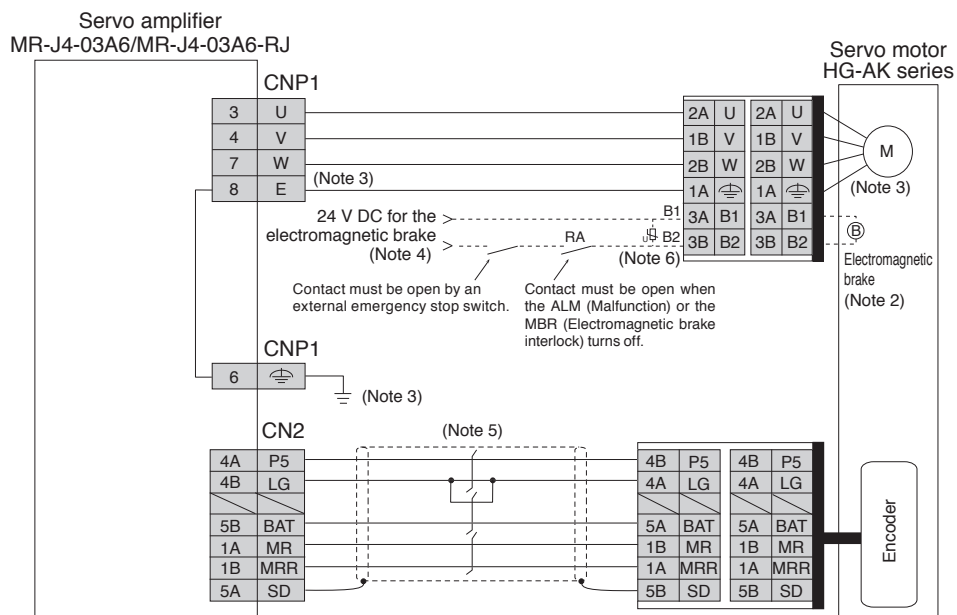 Servo amplifier
MR-J4-03A6/MR-J4-03A6-RJ
Servo motor
HG-AK series
CNP1
3 U
4 V
7 W
8 E
(Note 3)
2A U 2A U
1B V 1B V
2B W 2B W
1A 1A
3A B1 3A B1
3B B2 3B B2
M
(Note 3)
24 V DC for the
electromagnetic brake
(Note 4)
B1
U
B2
RA
(Note 6)
B
Electromagnetic
brake
(Note 2)
Contact must be open by an
external emergency stop switch.
Contact must be open when
the ALM (Malfunction) or the
MBR (Electromagnetic brake
interlock) turns off.
CNP1
6
(Note 3)
CN2
(Note 5)
4A P5
4B LG
5B BAT
1A MR
1B MRR
5A SD
4B P5 4B P5
4A LG 4A LG
5A BAT 5A BAT
1B MR 1B MR
1A MRR 1A MRR
5B SD 5B SD
Encoder